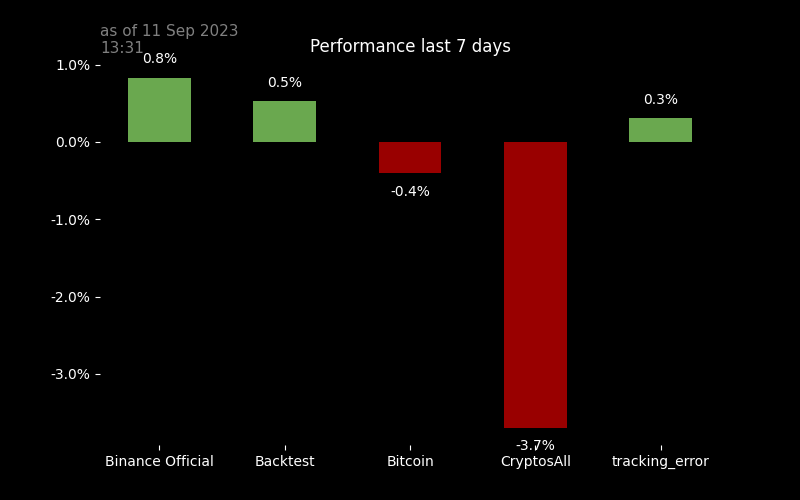 as of 11 Sep 2023
13:31
Performance last 7 days
1.0%
0.0%
-1.0%
-2.0%
-3.0%
0.8%
0.5%
-0.4%
-3.7%
0.3%
Binance Official
Backtest
Bitcoin
CryptosAll
tracking_error